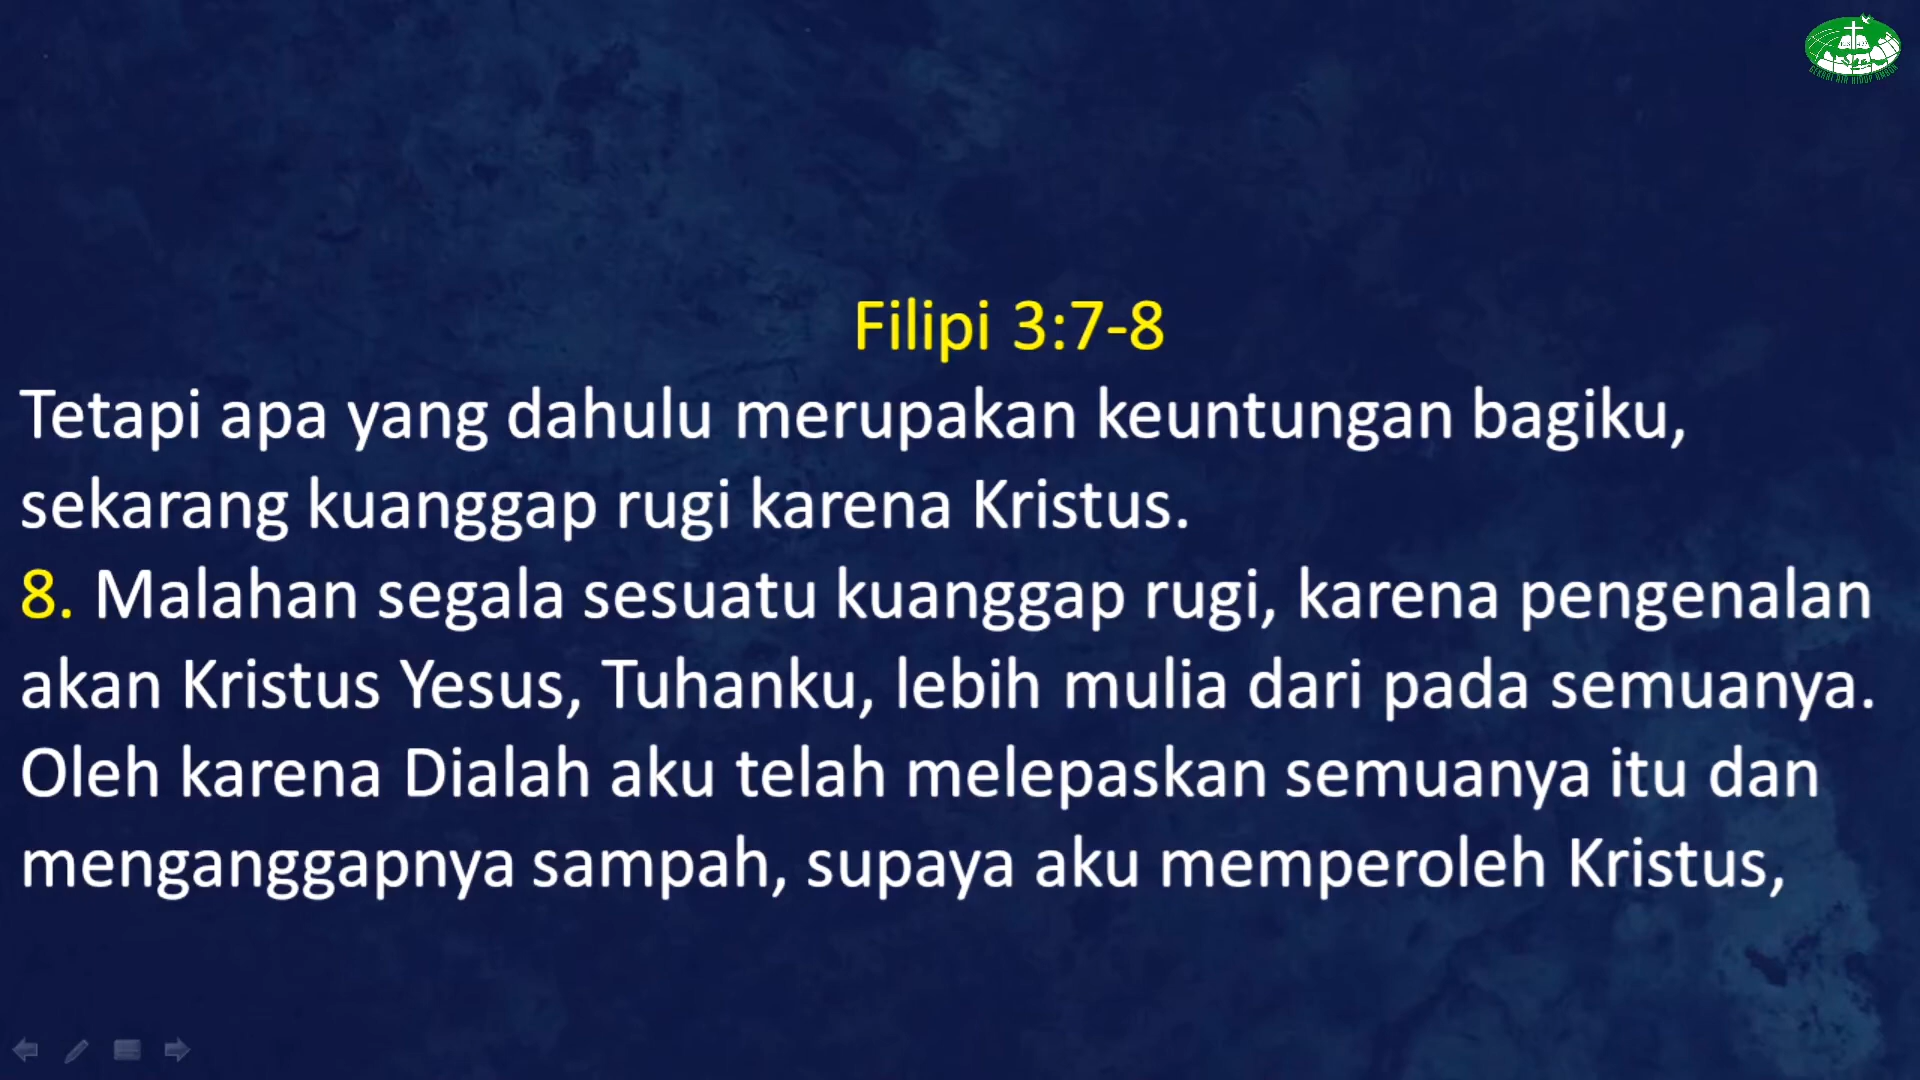 Filipi 3:7-8
Tetapi apa yang dahulu merupakan keuntungan bagiku,
sekarang kuanggap rugi karena Kristus.
8. Malahan segala sesuatu kuanggap rugi, karena pengenalan
akan Kristus Yesus, Tuhanku, lebih mulia dari pada semuanya.
Oleh karena Dialah aku telah melepaskan semuanya itu dan
menganggapnya sampah, supaya aku memperoleh Kristus,